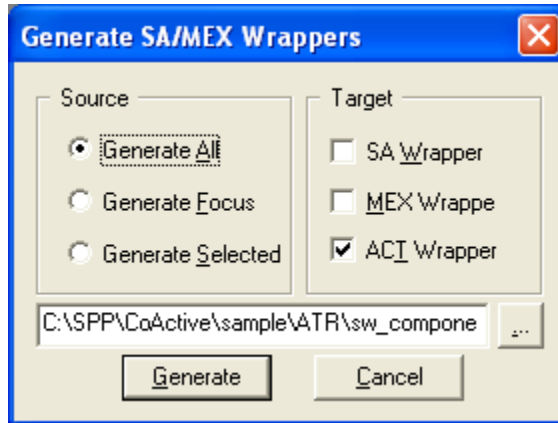 Generate SA/MEX Wrappers
Source
Target
Generate All
SA Wrapper
Generate Focus
MEX Wrappe
Generate Selected
ACT Wrapper
C:\SPP\CoActive\sample\ATR\sw_compone
...
Generate
Cancel